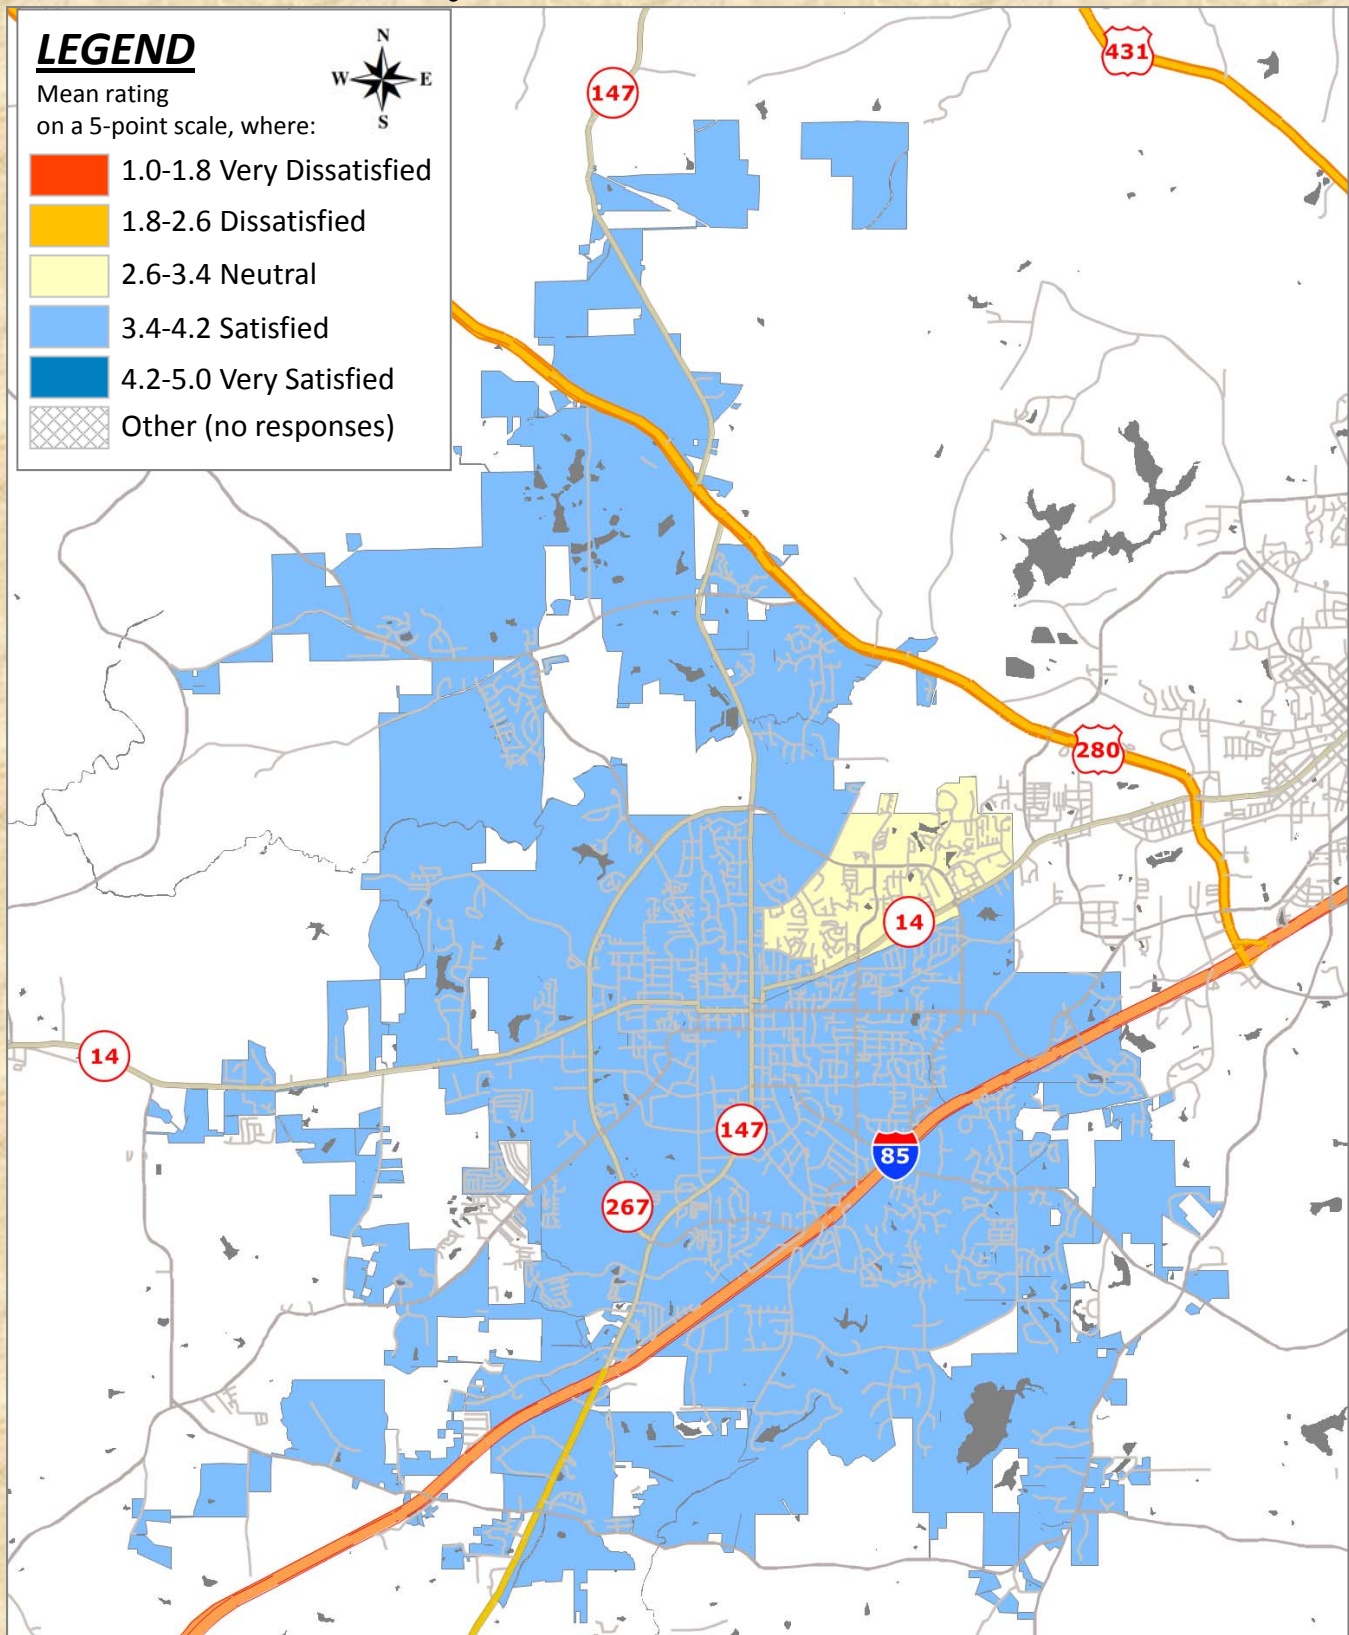 LEGEND
Mean rating
on a 5-point scale, where:
1.0-1.8 Very Dissatisfied
1.8-2.6 Dissatisfied
2.6-3.4 Neutral
3.4-4.2 Satisfied
4.2-5.0 Very Satisfied
Other (no responses)
N
W
E
S
431
147
280
14
14
147
85
267